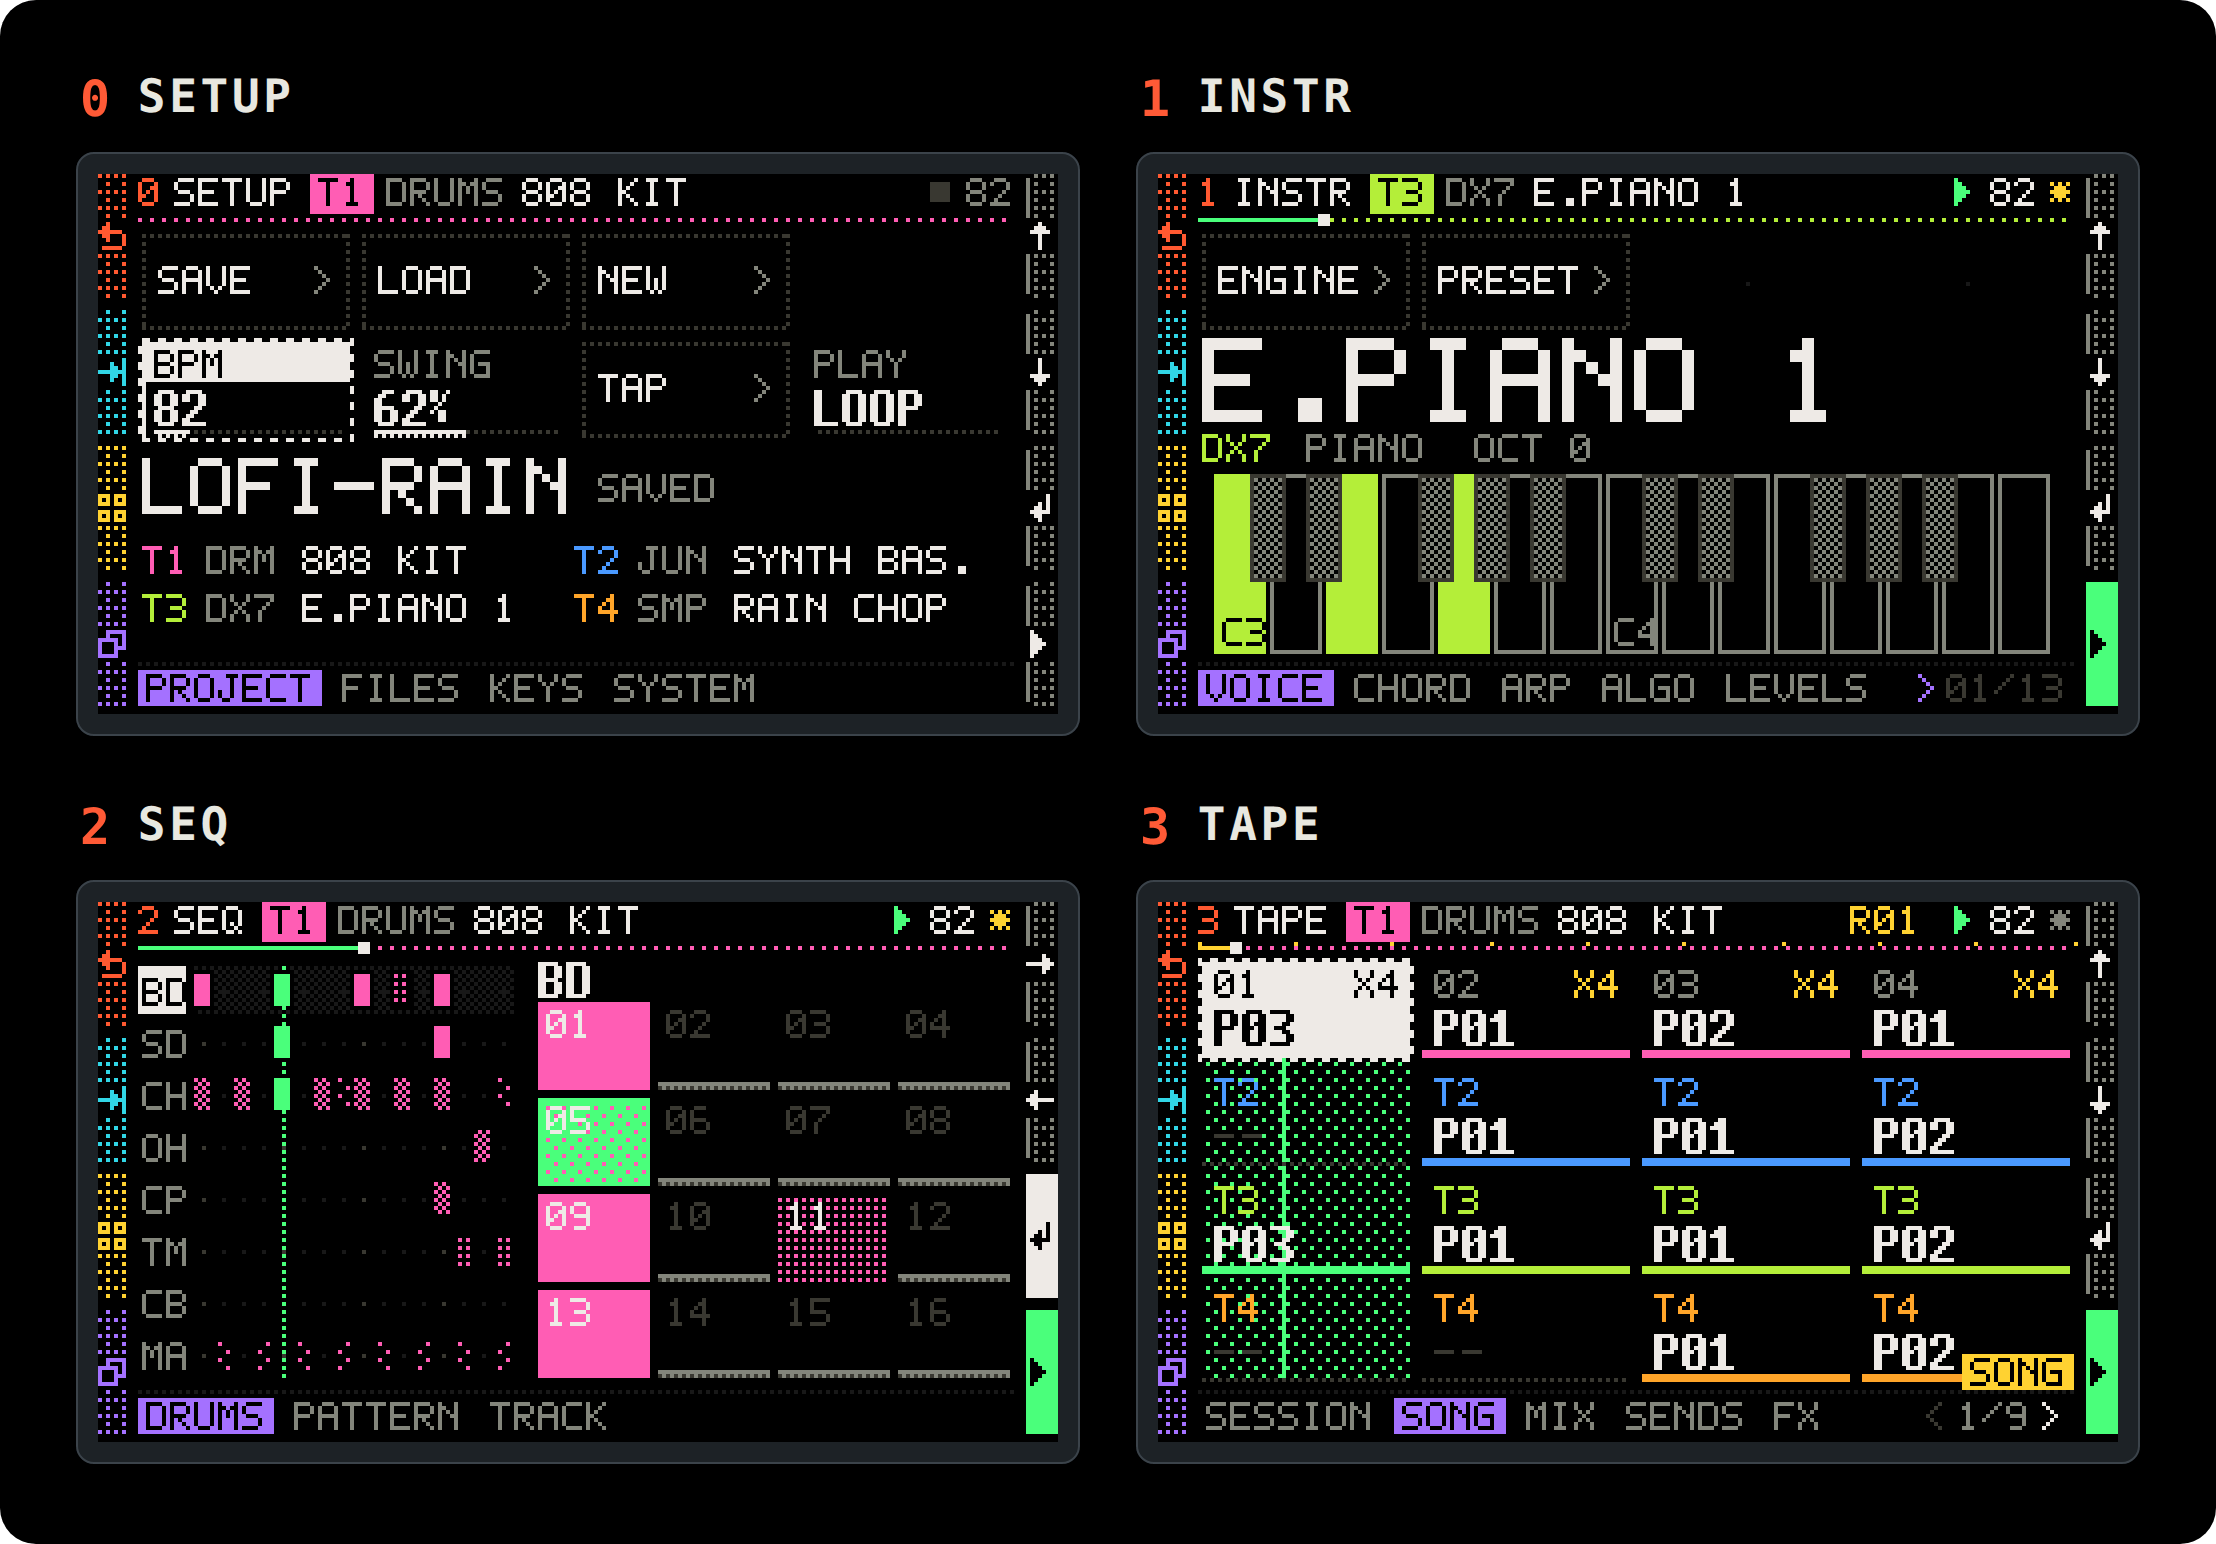 0 SETUP
0 SETUP T1 DRUMS 808 KIT 82
SAVE > LOAD > NEW >
BPM SWING TAP > PLAY
82 62% LOOP
LOFI-RAIN SAVED
T1 DRM 808 KIT T2 JUN SYNTH BAS.
T3 DX7 E.PIANO 1 T4 SMP RAIN CHOP
PROJECT FILES KEYS SYSTEM
1 INSTR
1 INSTR T3 DX7 E.PIANO 1 82
ENGINE > PRESET >
E.PIANO 1
DX7 PIANO OCT 0
C3 C4
VOICE CHORD ARP ALGO LEVELS > 01/13
2 SEQ
2 SEQ T1 DRUMS 808 KIT 82
BD BD
01 02 03 04
SD
CH
05 06 07 08
OH
CP
09 10 11 12
TM
CB
13 14 15 16
MA
DRUMS PATTERN TRACK
3 TAPE
3 TAPE T1 DRUMS 808 KIT R01 82
01 X4 02 X4 03 X4 04 X4
P03 P01 P02 P01
T2 T2 T2 T2
-- P01 P01 P02
T3 T3 T3 T3
P03 P01 P01 P02
T4 T4 T4 T4
-- -- P01 P02
SONG
SESSION SONG MIX SENDS FX < 1/9 >